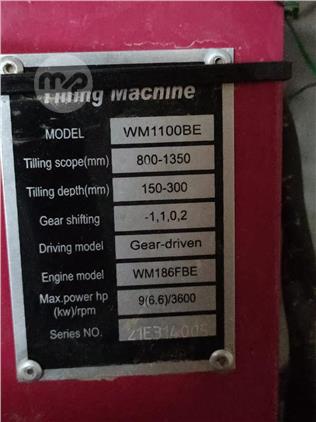 Tilling Machine
MODEL WM1100BE
Tilling scope(mm) 800-1350
Tilling depth(mm) 150-300
Gear shifting -1,1,0,2
Driving model Gear-driven
Engine model WM186FBE
Max.power hp
(kw)/rpm 9(6.6)/3600
Series NO.